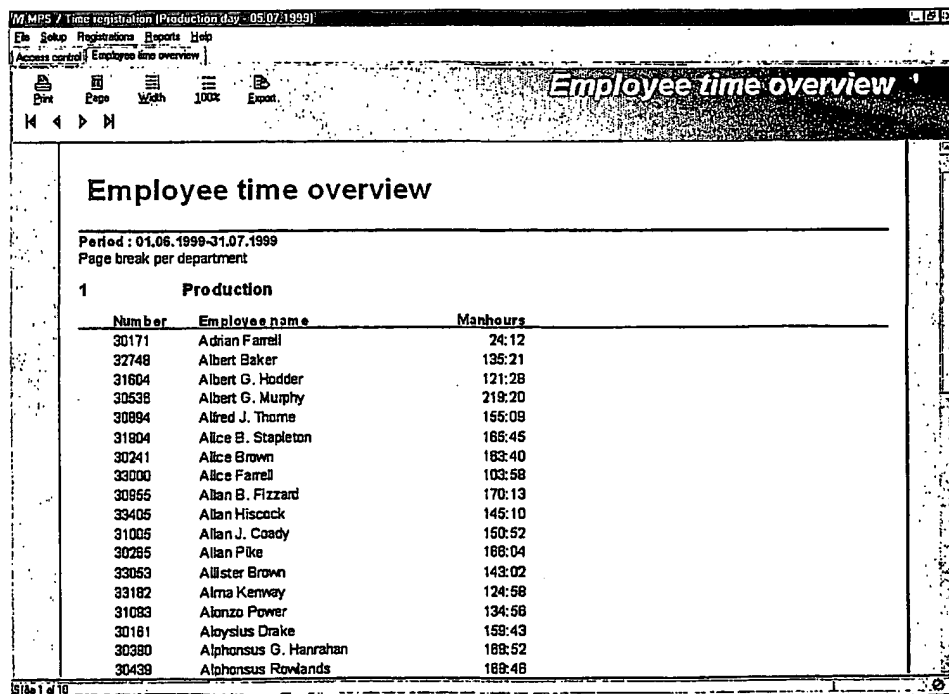 M MPS 7 Time registration (Production day - 05.07.1999)
File Setup Registrations Reports Help
Access control Employee time overview
Print Page Width 100% Export
Employee time overview
Employee time overview
Period : 01.06.1999-31.07.1999
Page break per department
1 Production
Number Employee name Manhours
30171 Adrian Farrell 24:12
32748 Albert Baker 135:21
31604 Albert G. Hodder 121:28
30538 Albert G. Murphy 219:20
30894 Alfred J. Thorne 155:09
31804 Alice B. Stapleton 165:45
30241 Alice Brown 163:40
33000 Alice Farrell 103:58
30955 Allan B. Fizzard 170:13
33405 Allan Hiscock 145:10
31005 Allan J. Coady 150:52
30285 Allan Pike 166:04
33053 Allister Brown 143:02
33182 Alma Kenway 124:58
31083 Alonzo Power 134:56
30161 Aloysius Drake 159:43
30380 Alphonsus G. Hanrahan 169:52
30439 Alphonsus Rowlands 169:46
Side 1 af 10